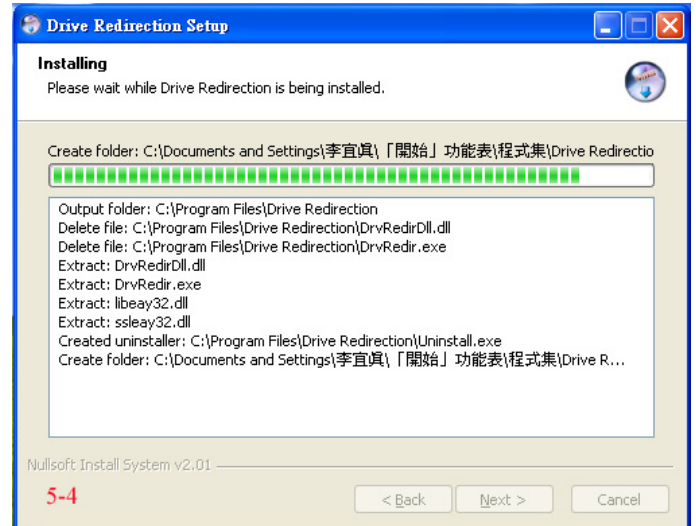 Drive Redirection Setup
Installing
Please wait while Drive Redirection is being installed.
Create folder: C:\Documents and Settings\李宜眞\「開始」功能表\程式集\Drive Redirectio
Output folder: C:\Program Files\Drive Redirection
Delete file: C:\Program Files\Drive Redirection\DrvRedirDll.dll
Delete file: C:\Program Files\Drive Redirection\DrvRedir.exe
Extract: DrvRedirDll.dll
Extract: DrvRedir.exe
Extract: libeay32.dll
Extract: ssleay32.dll
Created uninstaller: C:\Program Files\Drive Redirection\Uninstall.exe
Create folder: C:\Documents and Settings\李宜眞\「開始」功能表\程式集\Drive R...
Nullsoft Install System v2.01
5-4
< Back
Next >
Cancel